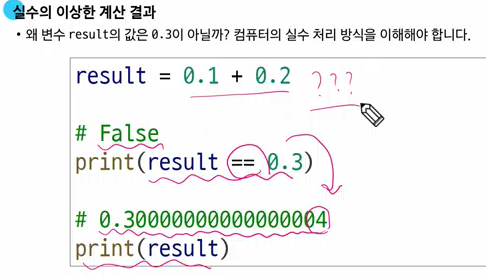 실수의 이상한 계산 결과
• 왜 변수 result의 값은 0.3이 아닐까? 컴퓨터의 실수 처리 방식을 이해해야 합니다.
result = 0.1 + 0.2 ???
# False
print(result == 0.3)
# 0.30000000000000004
print(result)